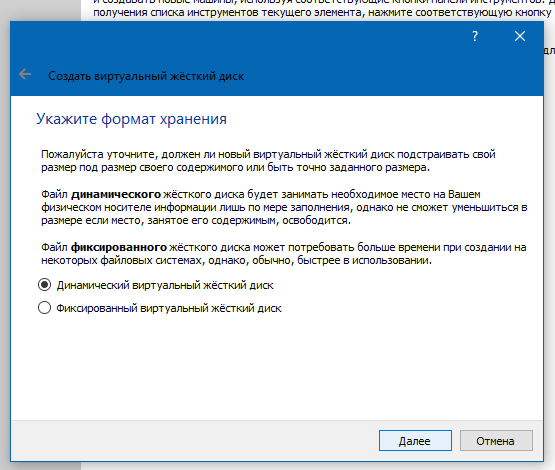 и создавать новые машины, используя соответствующие кнопки панели инструментов. Д
получения списка инструментов текущего элемента, нажмите соответствующую кнопку
?
Создать виртуальный жёсткий диск
Укажите формат хранения
Пожалуйста уточните, должен ли новый виртуальный жёсткий диск подстраивать свой
размер под размер своего содержимого или быть точно заданного размера.
Файл динамического жёсткого диска будет занимать необходимое место на Вашем
физическом носителе информации лишь по мере заполнения, однако не сможет уменьшиться в
размере если место, занятое его содержимым, освободится.
Файл фиксированного жёсткого диска может потребовать больше времени при создании на
некоторых файловых системах, однако, обычно, быстрее в использовании.
Динамический виртуальный жёсткий диск
Фиксированный виртуальный жёсткий диск
Далее
Отмена